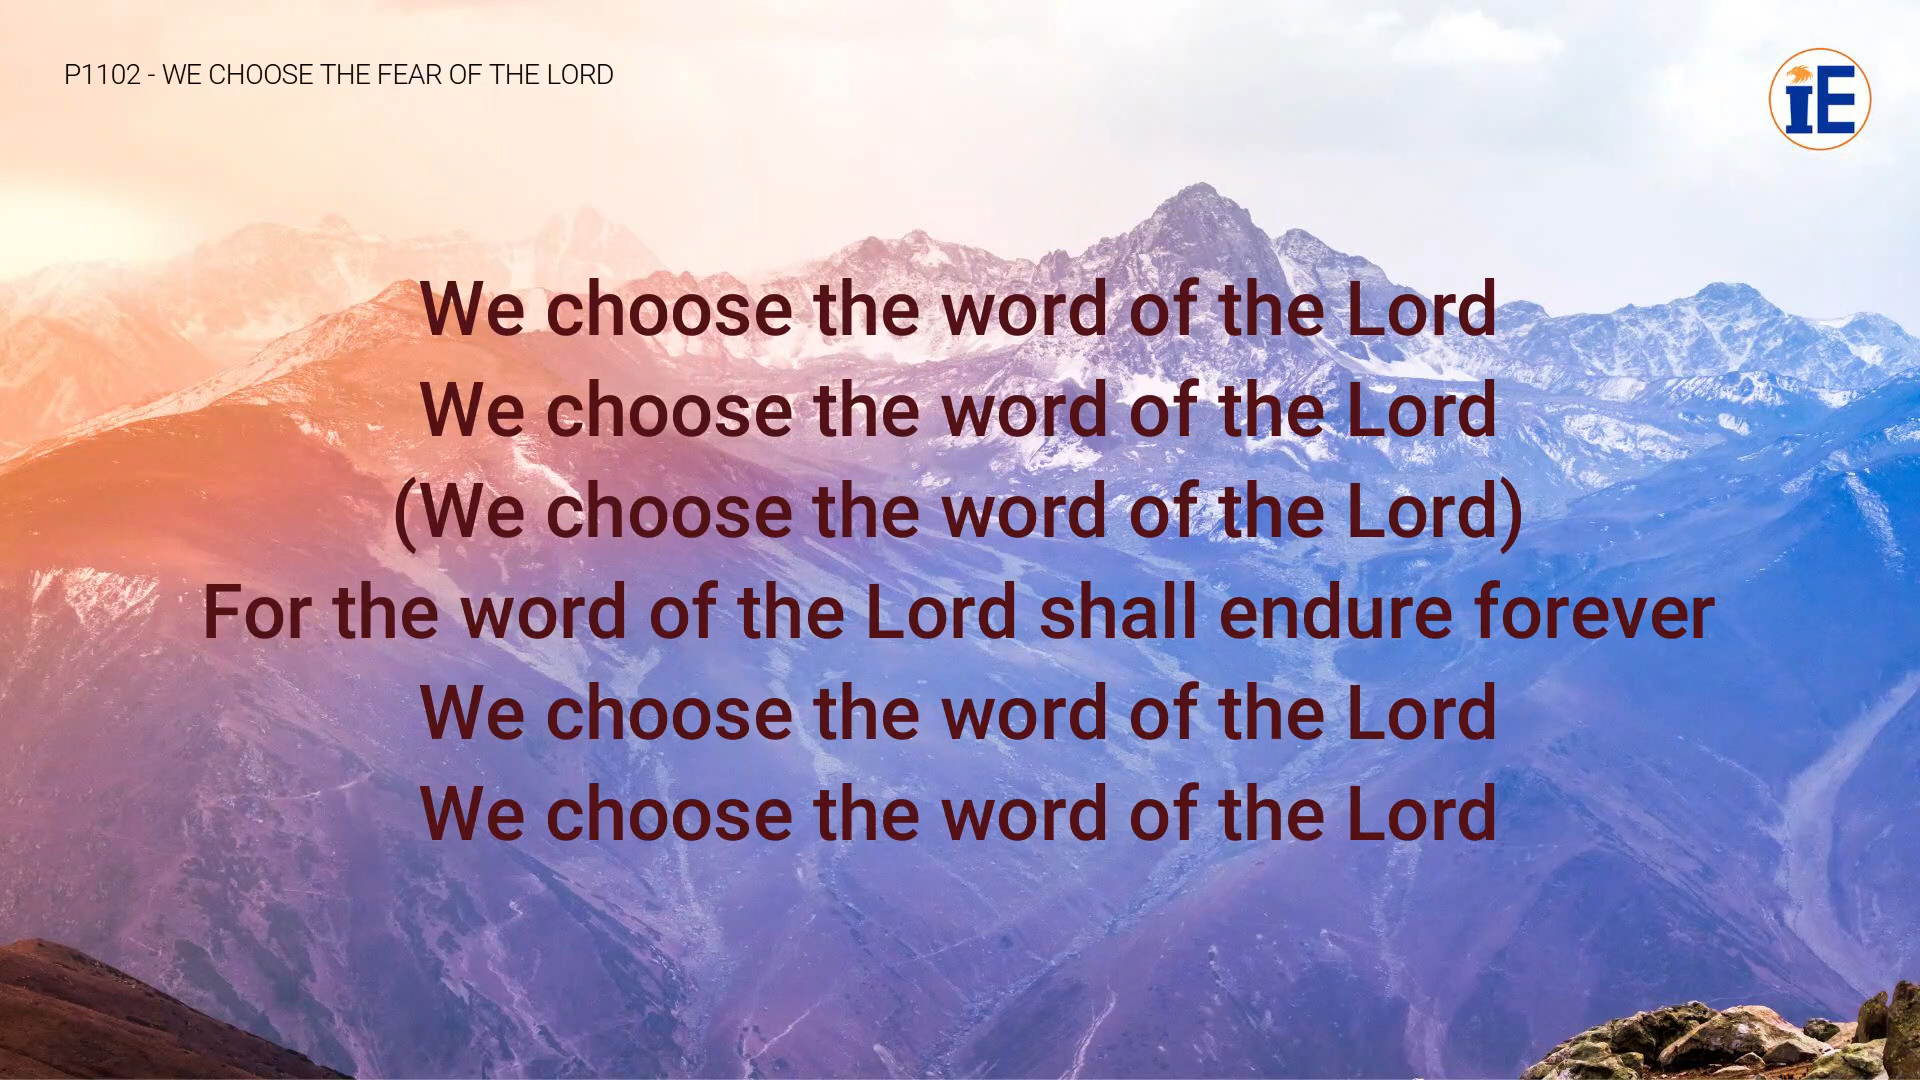 P1102 - WE CHOOSE THE FEAR OF THE LORD
IE
We choose the word of the Lord
We choose the word of the Lord
(We choose the word of the Lord)
For the word of the Lord shall endure forever
We choose the word of the Lord
We choose the word of the Lord